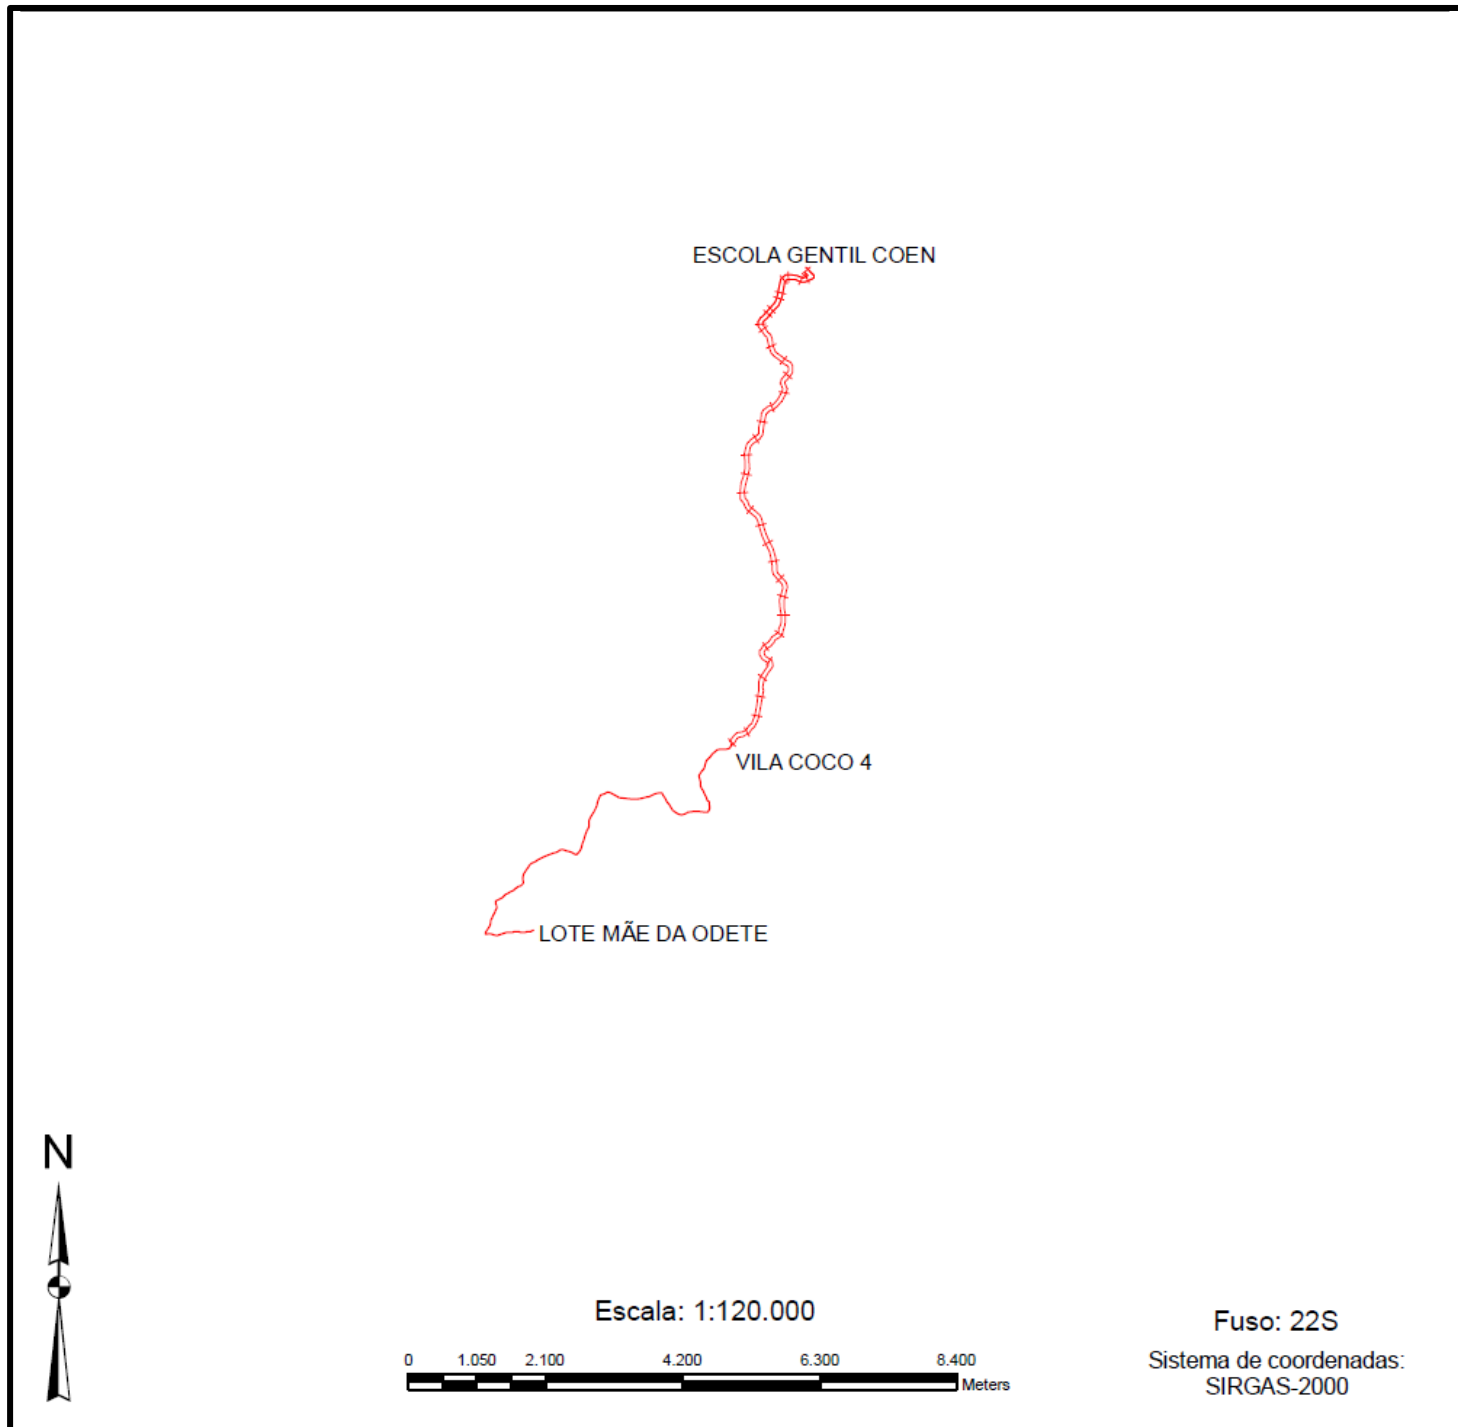 ESCOLA GENTIL COEN
VILA COCO 4
LOTE MÃE DA ODETE
N
Escala: 1:120.000
0 1.050 2.100 4.200 6.300 8.400
Meters
Fuso: 22S
Sistema de coordenadas:
SIRGAS-2000